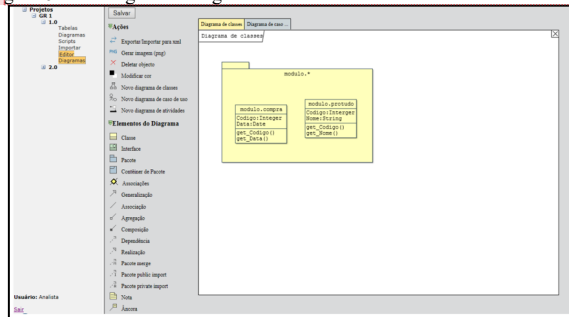 Projetos
GR 1
1.0
Tabelas
Diagramas
Scripts
Importar
Editor
Diagramas
2.0
Usuário: Analista
Sair
Salvar
Ações
Exportar/Importar para xml
Gerar imagem (png)
Deletar objecto
Modificar cor
Novo diagrama de classes
Novo diagrama de caso de uso
Novo diagrama de atividades
Elementos do Diagrama
Classe
Interface
Pacote
Contêiner de Pacote
Associações
Generalização
Associação
Agregação
Composição
Dependência
Realização
Pacote merge
Pacote public import
Pacote private import
Nota
Âncora
Diagrama de classes Diagrama de caso ...
Diagrama de classes
modulo.*
modulo.compra
Codigo:Integer
Data:Date
get_Codigo()
get_Data()
modulo.protudo
Codigo:Interger
Nome:String
get_Codigo()
get_Nome()